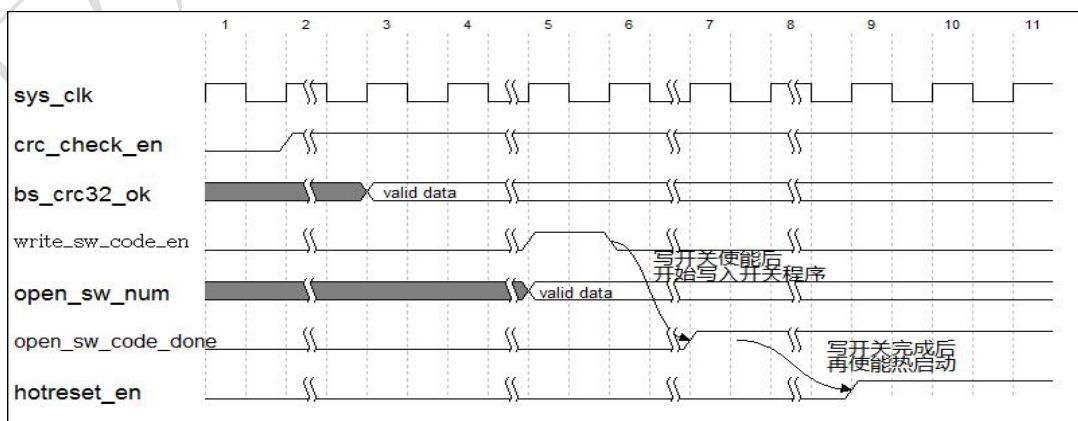 1 2 3 4 5 6 7 8 9 10 11
sys_clk
crc_check_en
bs_crc32_ok
valid data
write_sw_code_en
写开关使能后
开始写入开关程序
open_sw_num
valid data
open_sw_code_done
写开关完成后
再使能热启动
hotreset_en